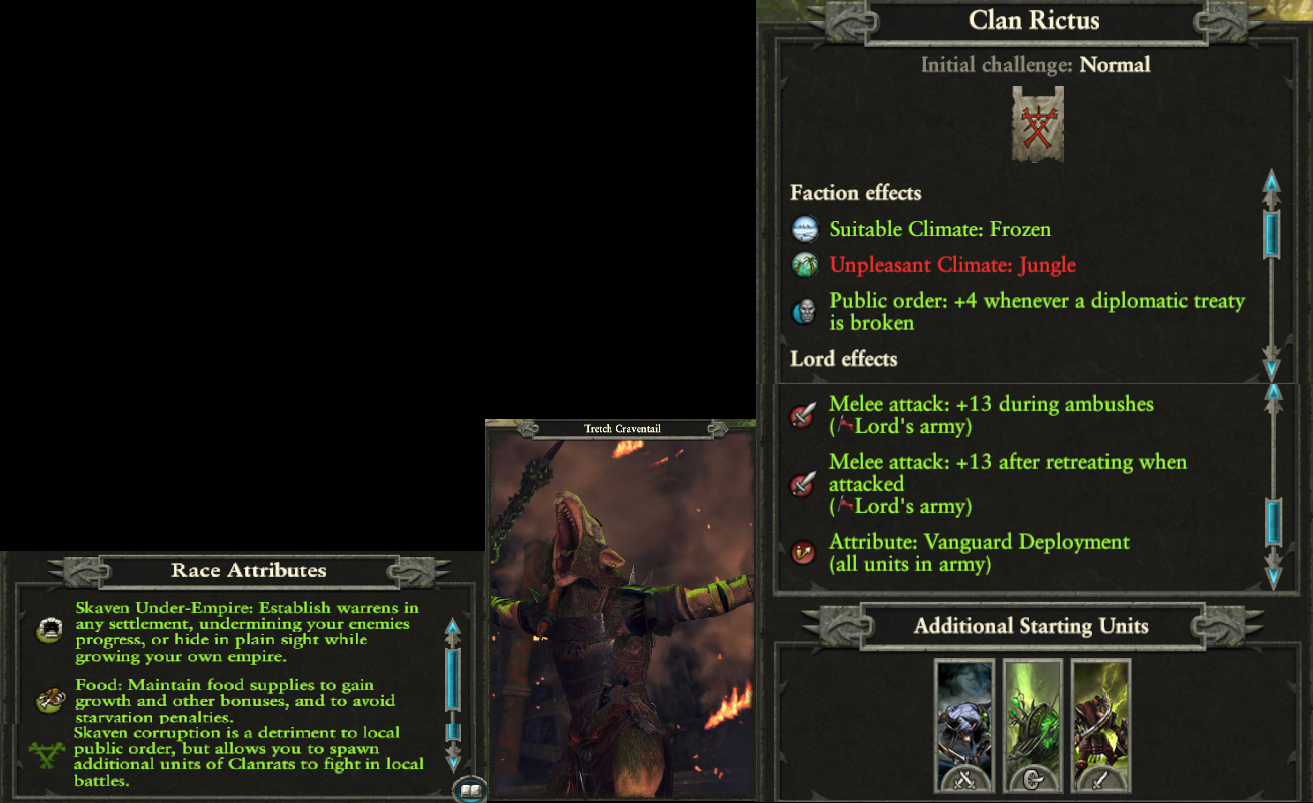 Clan Rictus
Initial challenge: Normal
Faction effects
Suitable Climate: Frozen
Unpleasant Climate: Jungle
Public order: +4 whenever a diplomatic treaty
is broken
Lord effects
Melee attack: +13 during ambushes
(Lord's army)
Melee attack: +13 after retreating when
attacked
(Lord's army)
Attribute: Vanguard Deployment
(all units in army)
Additional Starting Units
Tretch Craventail
Race Attributes
Skaven Under-Empire: Establish warrens in
any settlement, undermining your enemies
progress, or hide in plain sight while
growing your own empire.
Food: Maintain food supplies to gain
growth and other bonuses, and to avoid
starvation penalties.
Skaven corruption is a detriment to local
public order, but allows you to spawn
additional units of Clanrats to fight in local
battles.